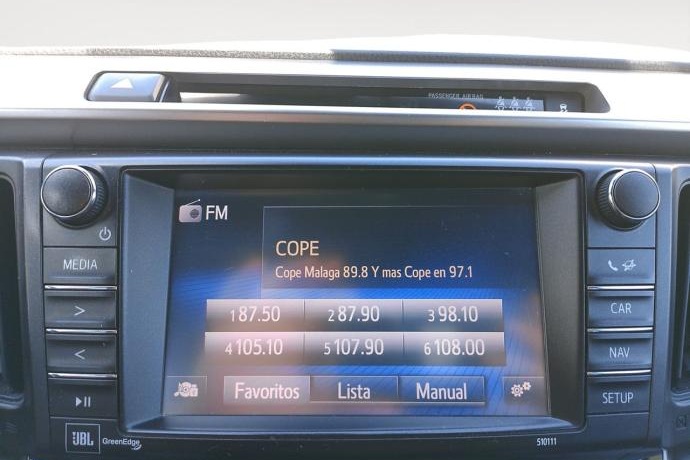 PASSENGER AIRBAG
FM
COPE
Cope Malaga 89.8 Y mas Cope en 97.1
1 87.50 2 87.90 3 98.10
4 105.10 5 107.90 6 108.00
Favoritos Lista Manual
MEDIA
>
<
CAR
NAV
SETUP
JBL GreenEdge
510111